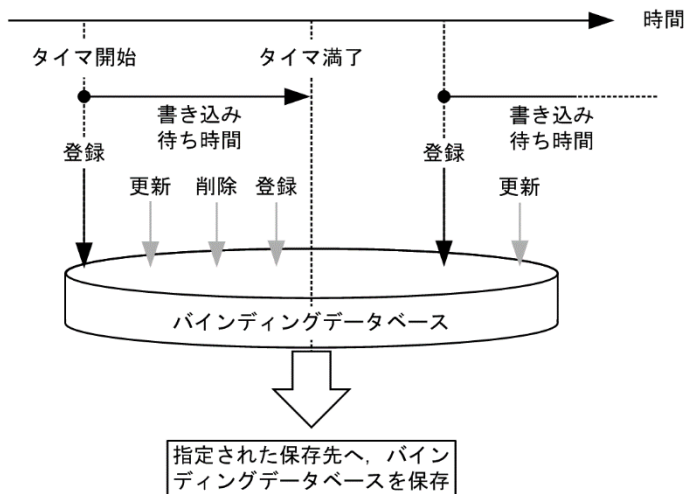 時間
タイマ開始
タイマ満了
書き込み
待ち時間
書き込み
待ち時間
登録
登録
更新
削除
登録
更新
バインディングデータベース
指定された保存先へ，バイン
ディングデータベースを保存